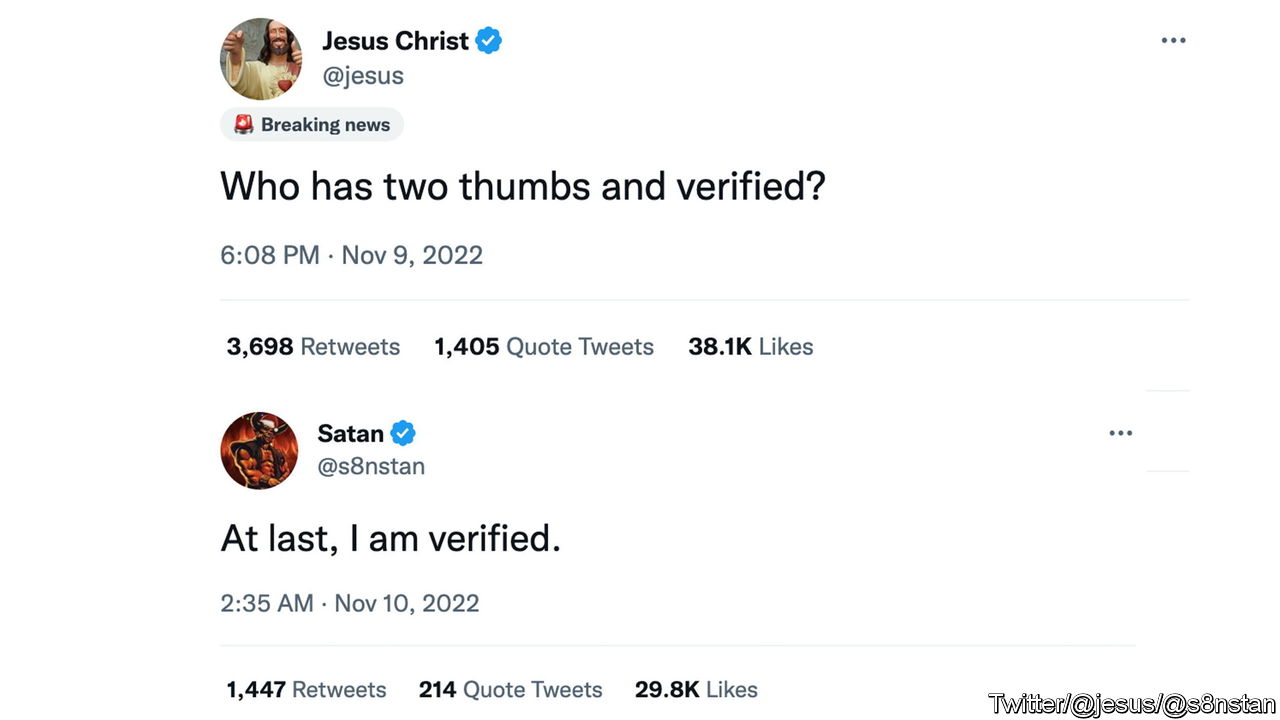 Jesus Christ
@jesus
Breaking news
Who has two thumbs and verified?
6:08 PM · Nov 9, 2022
3,698 Retweets 1,405 Quote Tweets 38.1K Likes
Satan
@s8nstan
At last, I am verified.
2:35 AM · Nov 10, 2022
1,447 Retweets 214 Quote Tweets 29.8K Likes
Twitter/@jesus/@s8nstan